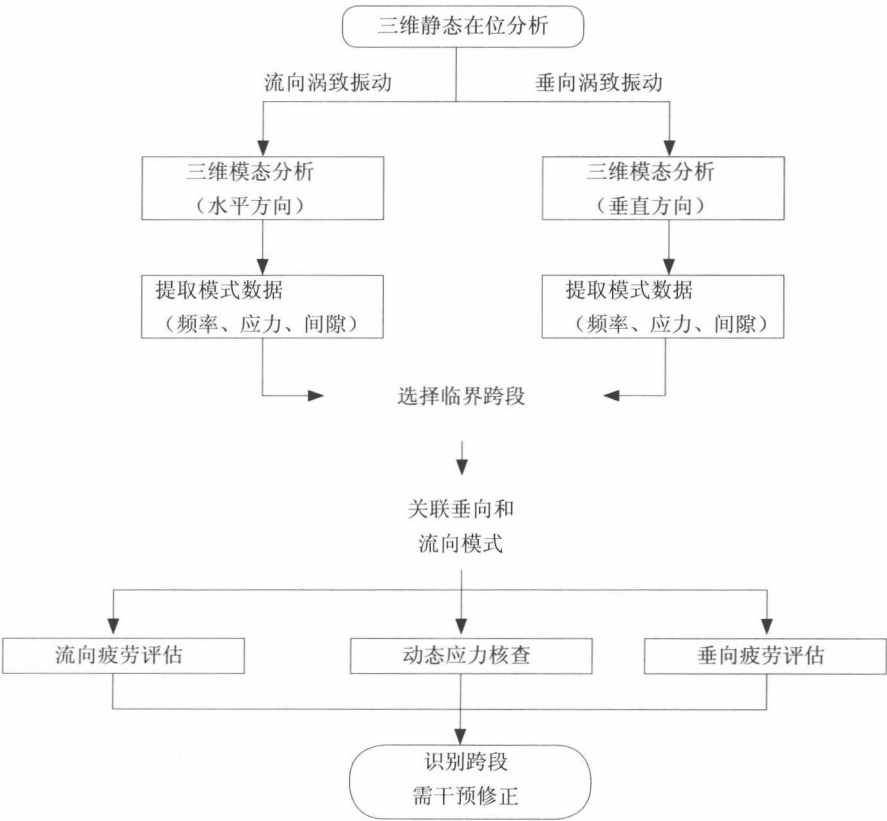 三维静态在位分析
流向涡致振动
垂向涡致振动
三维模态分析
（水平方向）
三维模态分析
（垂直方向）
提取模式数据
（频率、应力、间隙）
提取模式数据
（频率、应力、间隙）
选择临界跨段
关联垂向和
流向模式
流向疲劳评估
动态应力核查
垂向疲劳评估
识别跨段
需干预修正